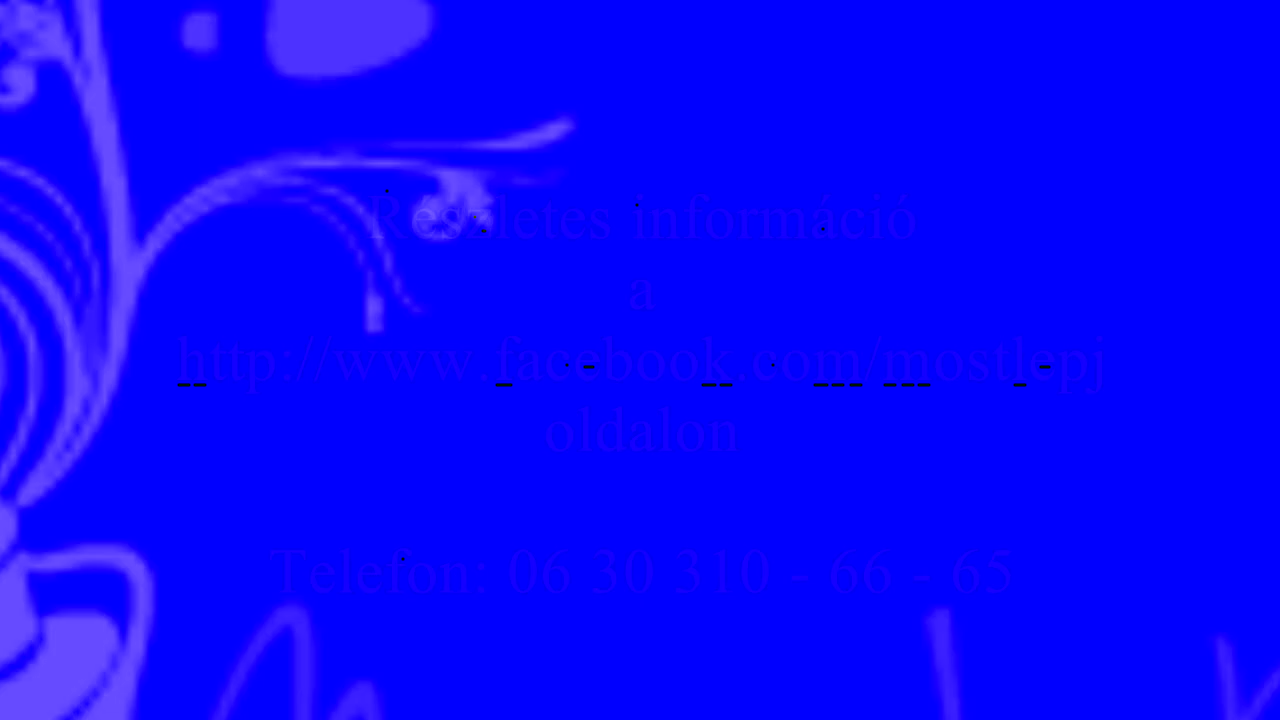 Részletes információ
a
http://www.facebook.com/mostlepj
oldalon
Telefon: 06 30 310 - 66 - 65